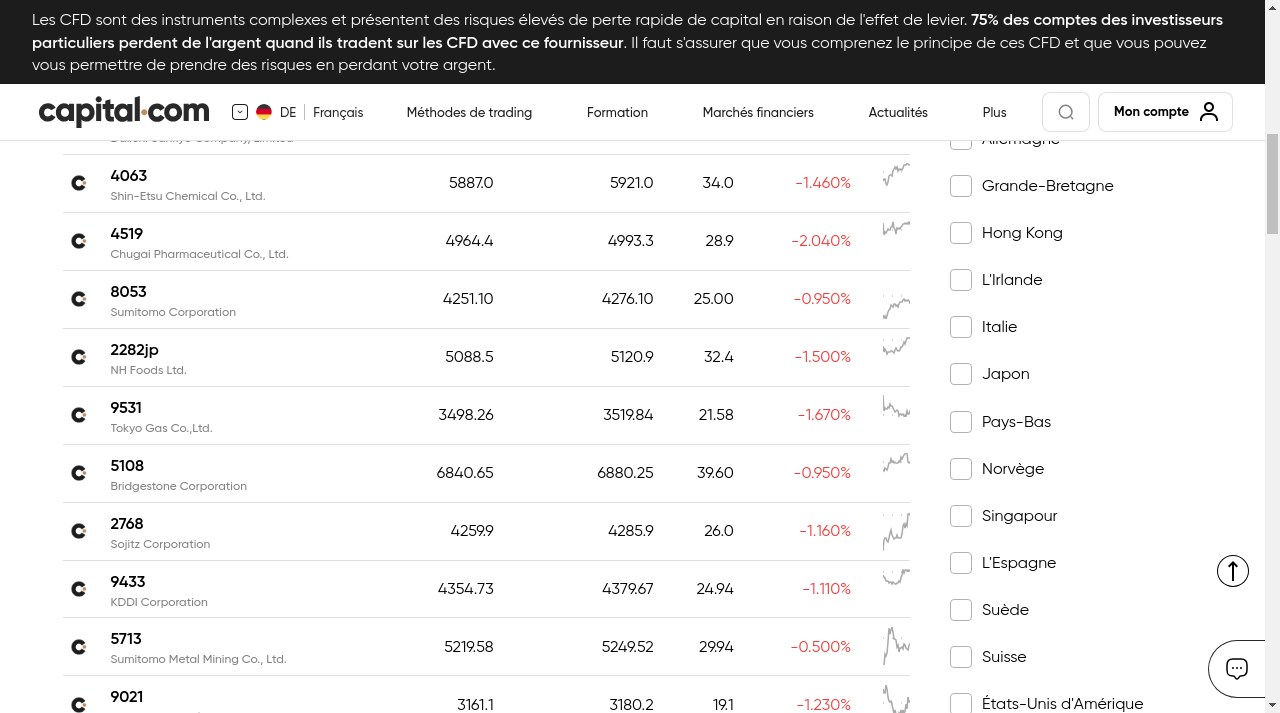 Les CFD sont des instruments complexes et présentent des risques élevés de perte rapide de capital en raison de l'effet de levier. 75% des comptes des investisseurs
particuliers perdent de l'argent quand ils tradent sur les CFD avec ce fournisseur. Il faut s'assurer que vous comprenez le principe de ces CFD et que vous pouvez
vous permettre de prendre des risques en perdant votre argent.
capital.com DE Français Méthodes de trading Formation Marchés financiers Actualités Plus Mon compte
Allemagne
4063 5887.0 5921.0 34.0 -1.460%
Shin-Etsu Chemical Co., Ltd.
Grande-Bretagne
4519 4964.4 4993.3 28.9 -2.040%
Chugai Pharmaceutical Co., Ltd.
Hong Kong
8053 4251.10 4276.10 25.00 -0.950%
Sumitomo Corporation
L'Irlande
Italie
2282jp 5088.5 5120.9 32.4 -1.500%
NH Foods Ltd.
Japon
9531 3498.26 3519.84 21.58 -1.670%
Tokyo Gas Co.,Ltd.
Pays-Bas
5108 6840.65 6880.25 39.60 -0.950%
Bridgestone Corporation
Norvège
2768 4259.9 4285.9 26.0 -1.160%
Sojitz Corporation
Singapour
L'Espagne
9433 4354.73 4379.67 24.94 -1.110%
KDDI Corporation
Suède
5713 5219.58 5249.52 29.94 -0.500%
Sumitomo Metal Mining Co., Ltd.
Suisse
9021 3161.1 3180.2 19.1 -1.230%
États-Unis d'Amérique